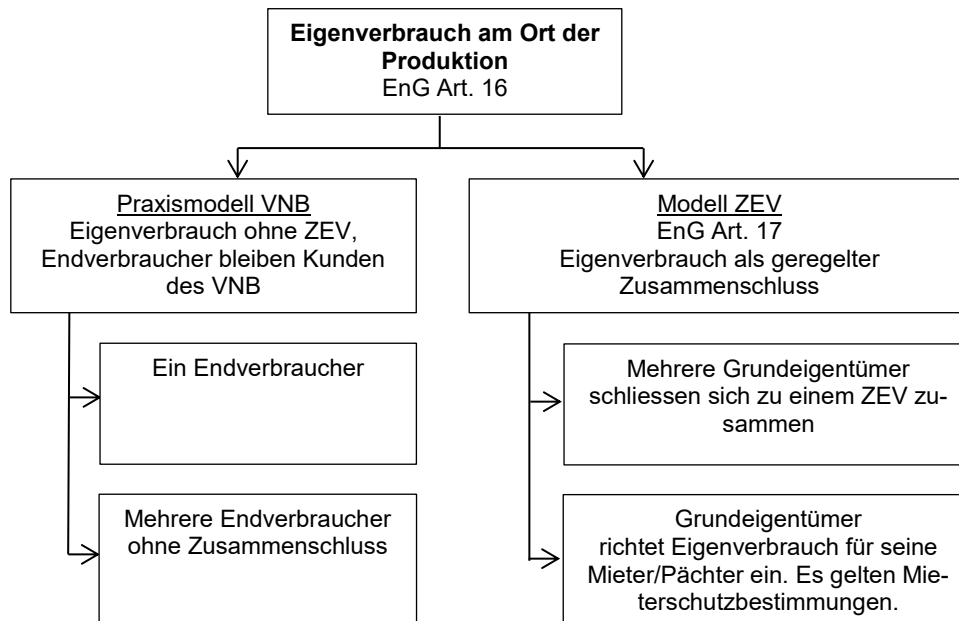 Eigenverbrauch am Ort der
Produktion
EnG Art. 16
Praxismodell VNB
Eigenverbrauch ohne ZEV,
Endverbraucher bleiben Kunden
des VNB
Ein Endverbraucher
Mehrere Endverbraucher
ohne Zusammenschluss
Modell ZEV
EnG Art. 17
Eigenverbrauch als geregelter
Zusammenschluss
Mehrere Grundeigentümer
schliessen sich zu einem ZEV zu-
sammen
Grundeigentümer
richtet Eigenverbrauch für seine
Mieter/Pächter ein. Es gelten Mie-
terschutzbestimmungen.